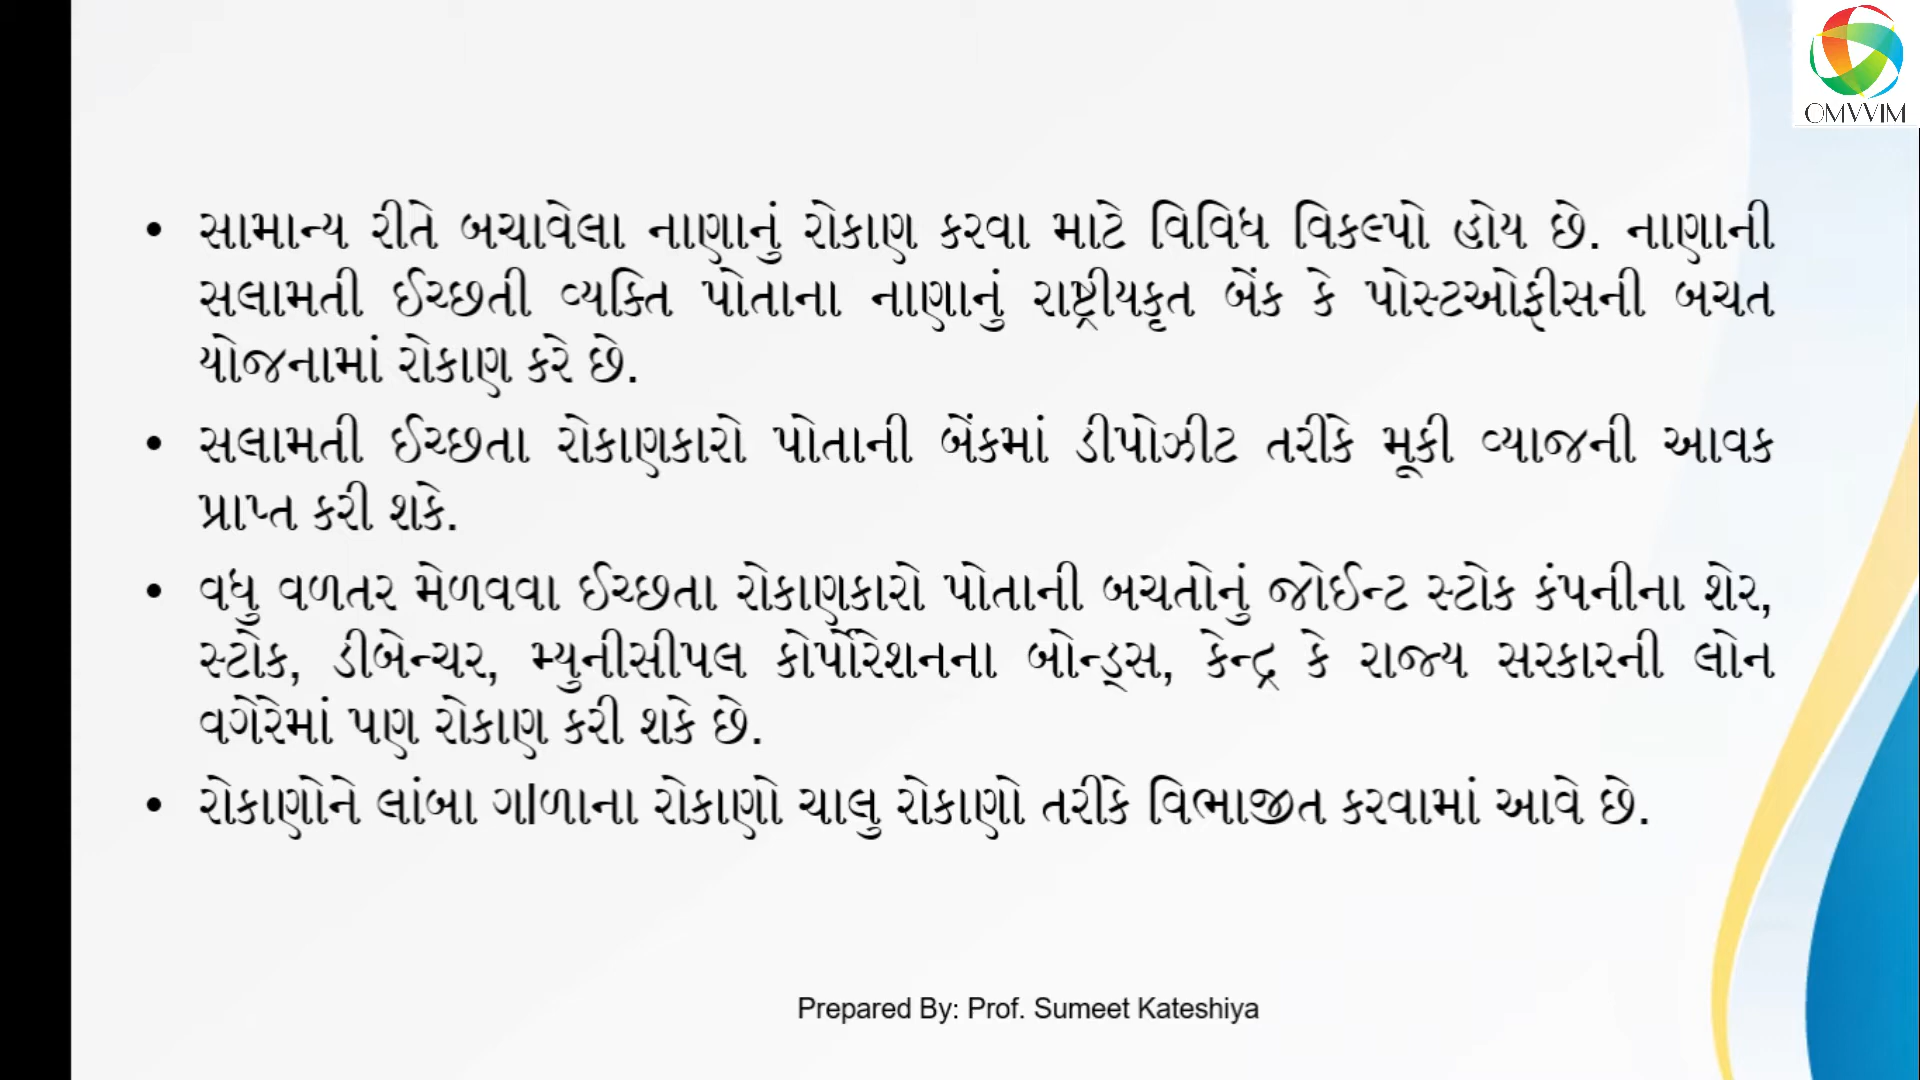 OMVVIM
• સામાન્ય રીતે બચાવેલા નાણાનું રોકાણ કરવા માટે વિવિધ વિકલ્પો હોય છે. નાણાની
સલામતી ઈચ્છતી વ્યક્તિ પોતાના નાણાનું રાષ્ટ્રીયકૃત બેંક કે પોસ્ટઓફીસની બચત
યોજનામાં રોકાણ કરે છે.
• સલામતી ઈચ્છતા રોકાણકારો પોતાની બેંકમાં ડીપોઝીટ તરીકે મૂકી વ્યાજની આવક
પ્રાપ્ત કરી શકે.
• વધુ વળતર મેળવવા ઈચ્છતા રોકાણકારો પોતાની બચતોનું જોઈન્ટ સ્ટોક કંપનીના શેર,
સ્ટોક, ડીબેન્ચર, મ્યુનીસીપલ કોર્પોરેશનના બોન્ડ્સ, કેન્દ્ર કે રાજ્ય સરકારની લોન
વગેરેમાં પણ રોકાણ કરી શકે છે.
• રોકાણોને લાંબા ગાળાના રોકાણો ચાલુ રોકાણો તરીકે વિભાજીત કરવામાં આવે છે.
Prepared By: Prof. Sumeet Kateshiya